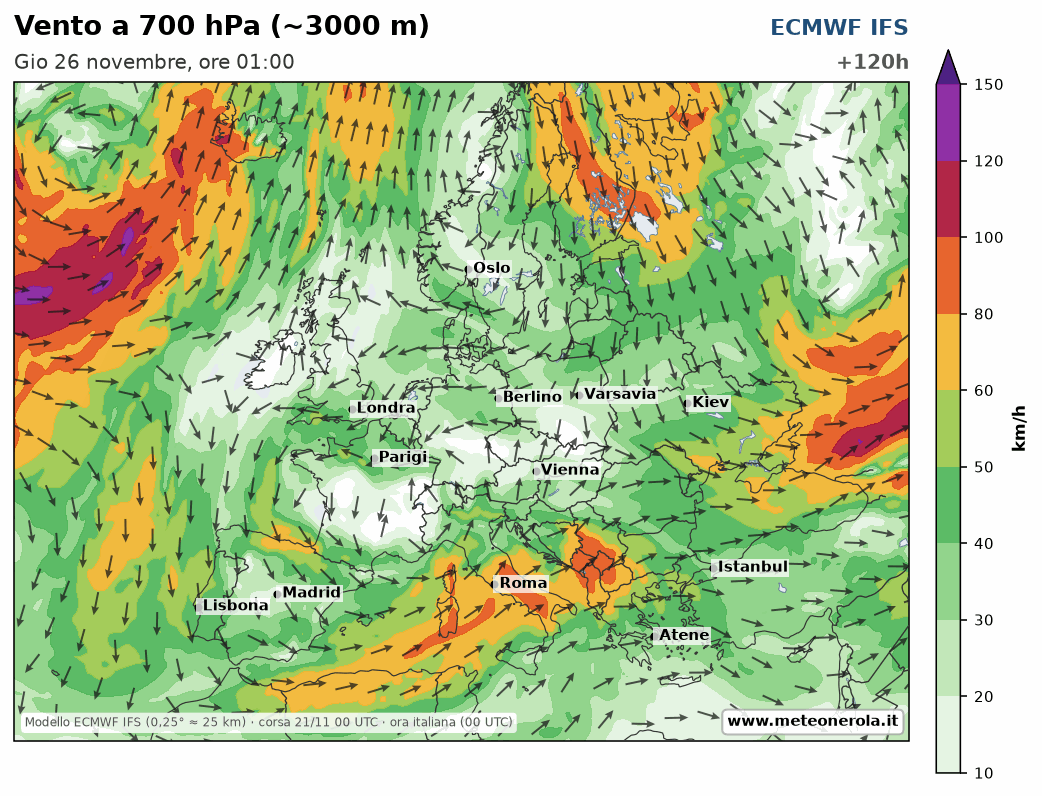 Vento a 700 hPa (~3000 m)
ECMWF IFS
Gio 26 novembre, ore 01:00
+120h
150
120
100
80
60
50
40
30
20
10
km/h
Oslo
Berlino
Varsavia
Kiev
Londra
Parigi
Vienna
Istanbul
Roma
Madrid
Lisbona
Atene
Modello ECMWF IFS (0,25° ≈ 25 km) · corsa 21/11 00 UTC · ora italiana (00 UTC)
www.meteonerola.it